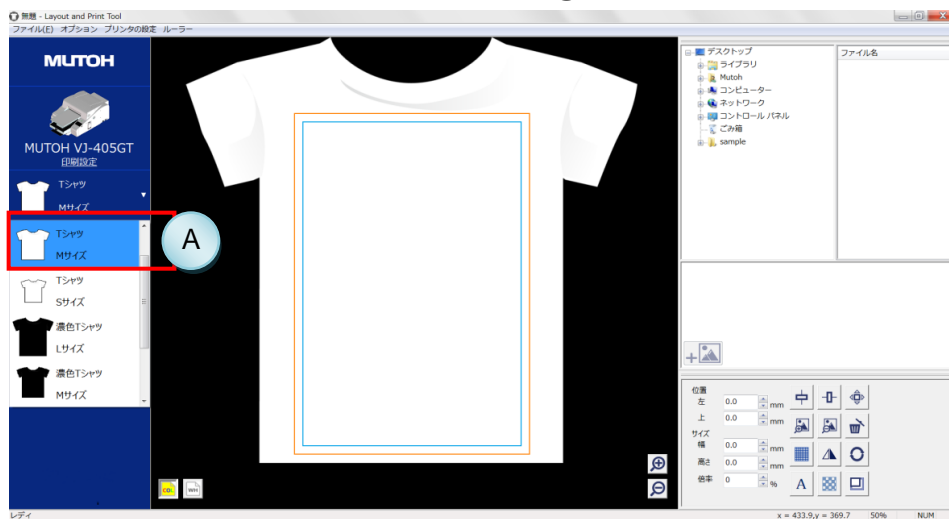 無題 - Layout and Print Tool
ファイル(F) オプション プリンタの設定 ルーラー
MUTOH
MUTOH VJ-405GT
印刷設定
Tシャツ
Mサイズ
Tシャツ
Mサイズ
A
Tシャツ
Sサイズ
濃色Tシャツ
Lサイズ
濃色Tシャツ
Mサイズ
COL
WH
デスクトップ
ライブラリ
Mutoh
コンピューター
ネットワーク
コントロール パネル
ごみ箱
sample
ファイル名
位置
左 0.0 mm
上 0.0 mm
サイズ
幅 0.0 mm
高さ 0.0 mm
倍率 0 %
A
レディ
x = 433.9,y = 369.7 50% NUM